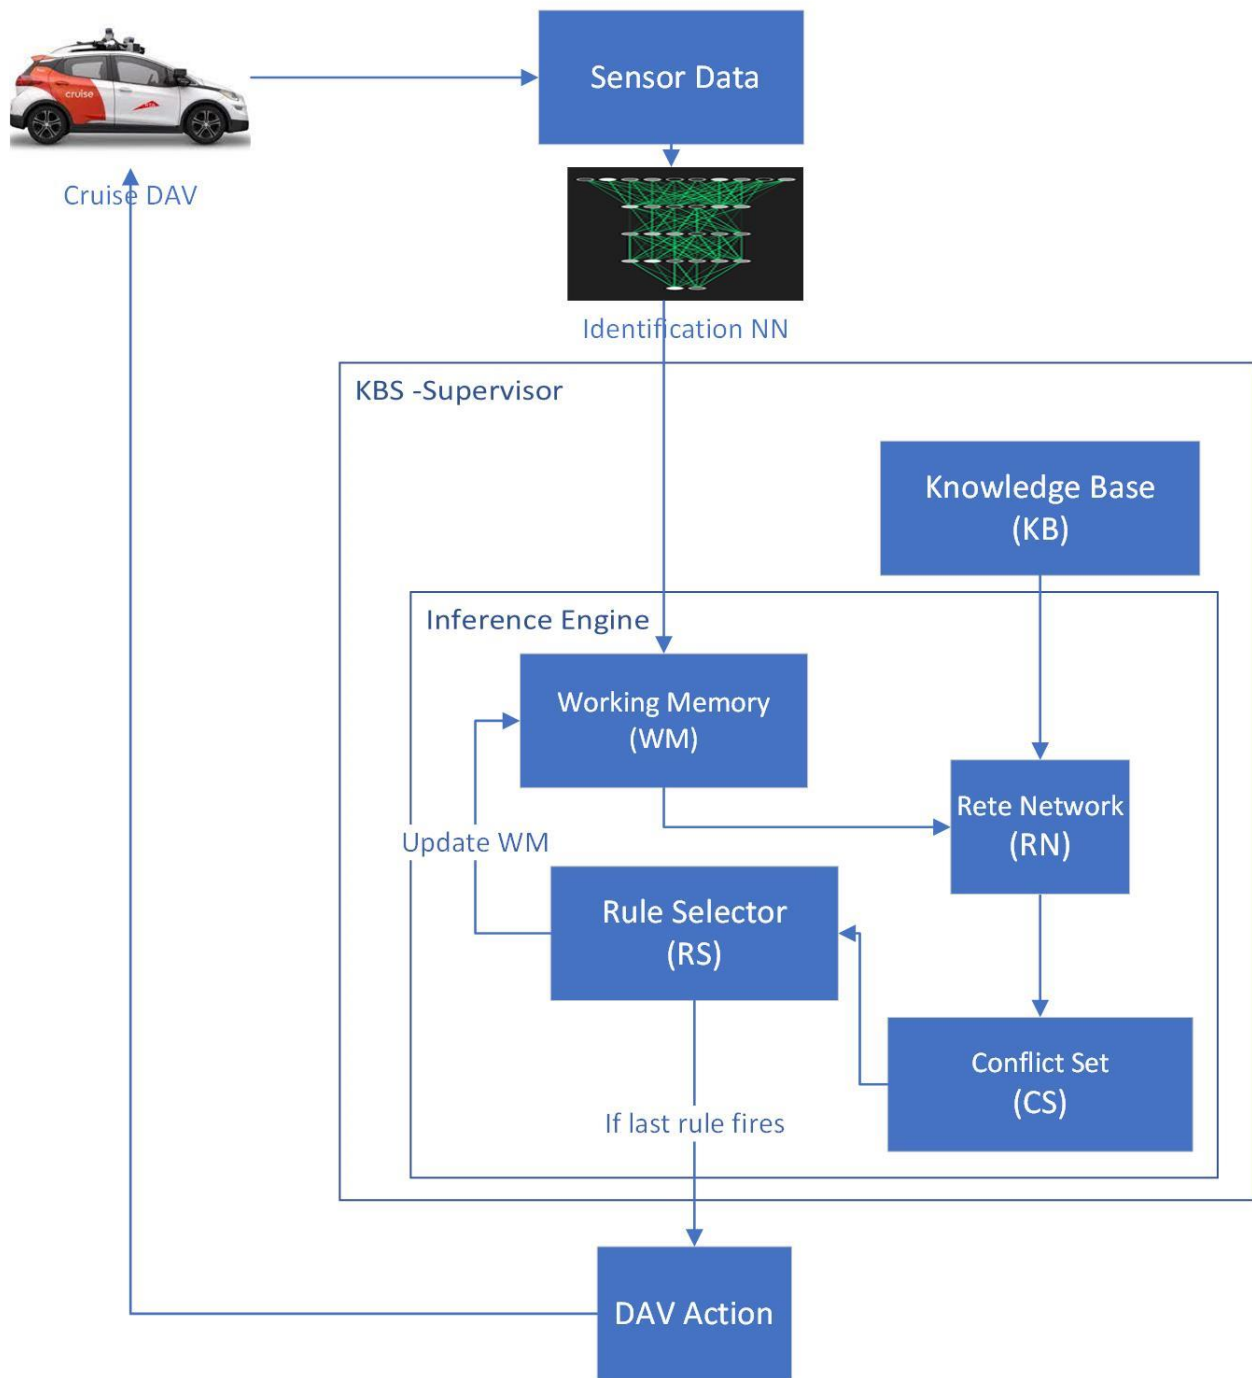 cruise
Sensor Data
Cruise DAV
Identification NN
KBS -Supervisor
Knowledge Base
(KB)
Inference Engine
Working Memory
(WM)
Rete Network
(RN)
Update WM
Rule Selector
(RS)
Conflict Set
(CS)
If last rule fires
DAV Action